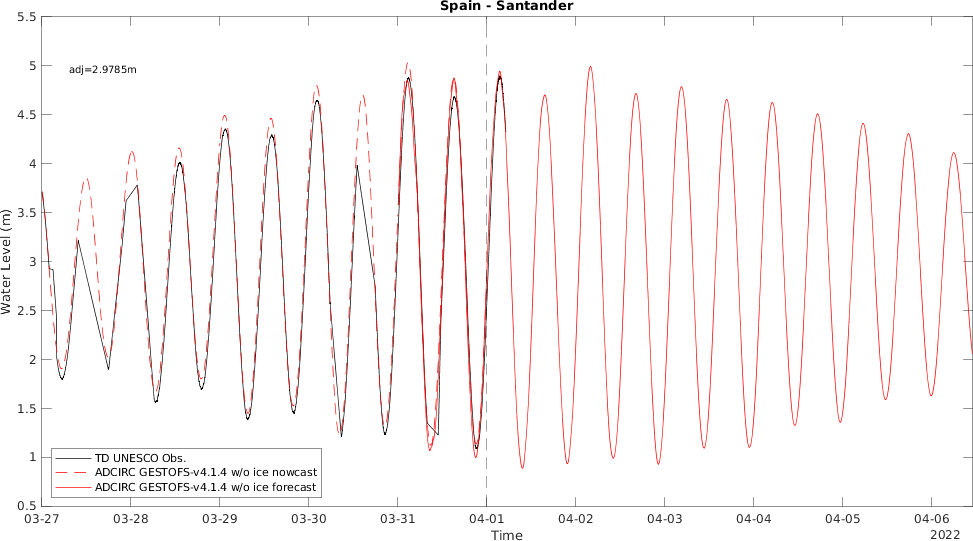 Spain - Santander
adj=2.9785m
Water Level (m)
5.5
5
4.5
4
3.5
3
2.5
2
1.5
1
0.5
TD UNESCO Obs.
ADCIRC GESTOFS-v4.1.4 w/o ice nowcast
ADCIRC GESTOFS-v4.1.4 w/o ice forecast
03-27 03-28 03-29 03-30 03-31 04-01 04-02 04-03 04-04 04-05 04-06
Time
2022